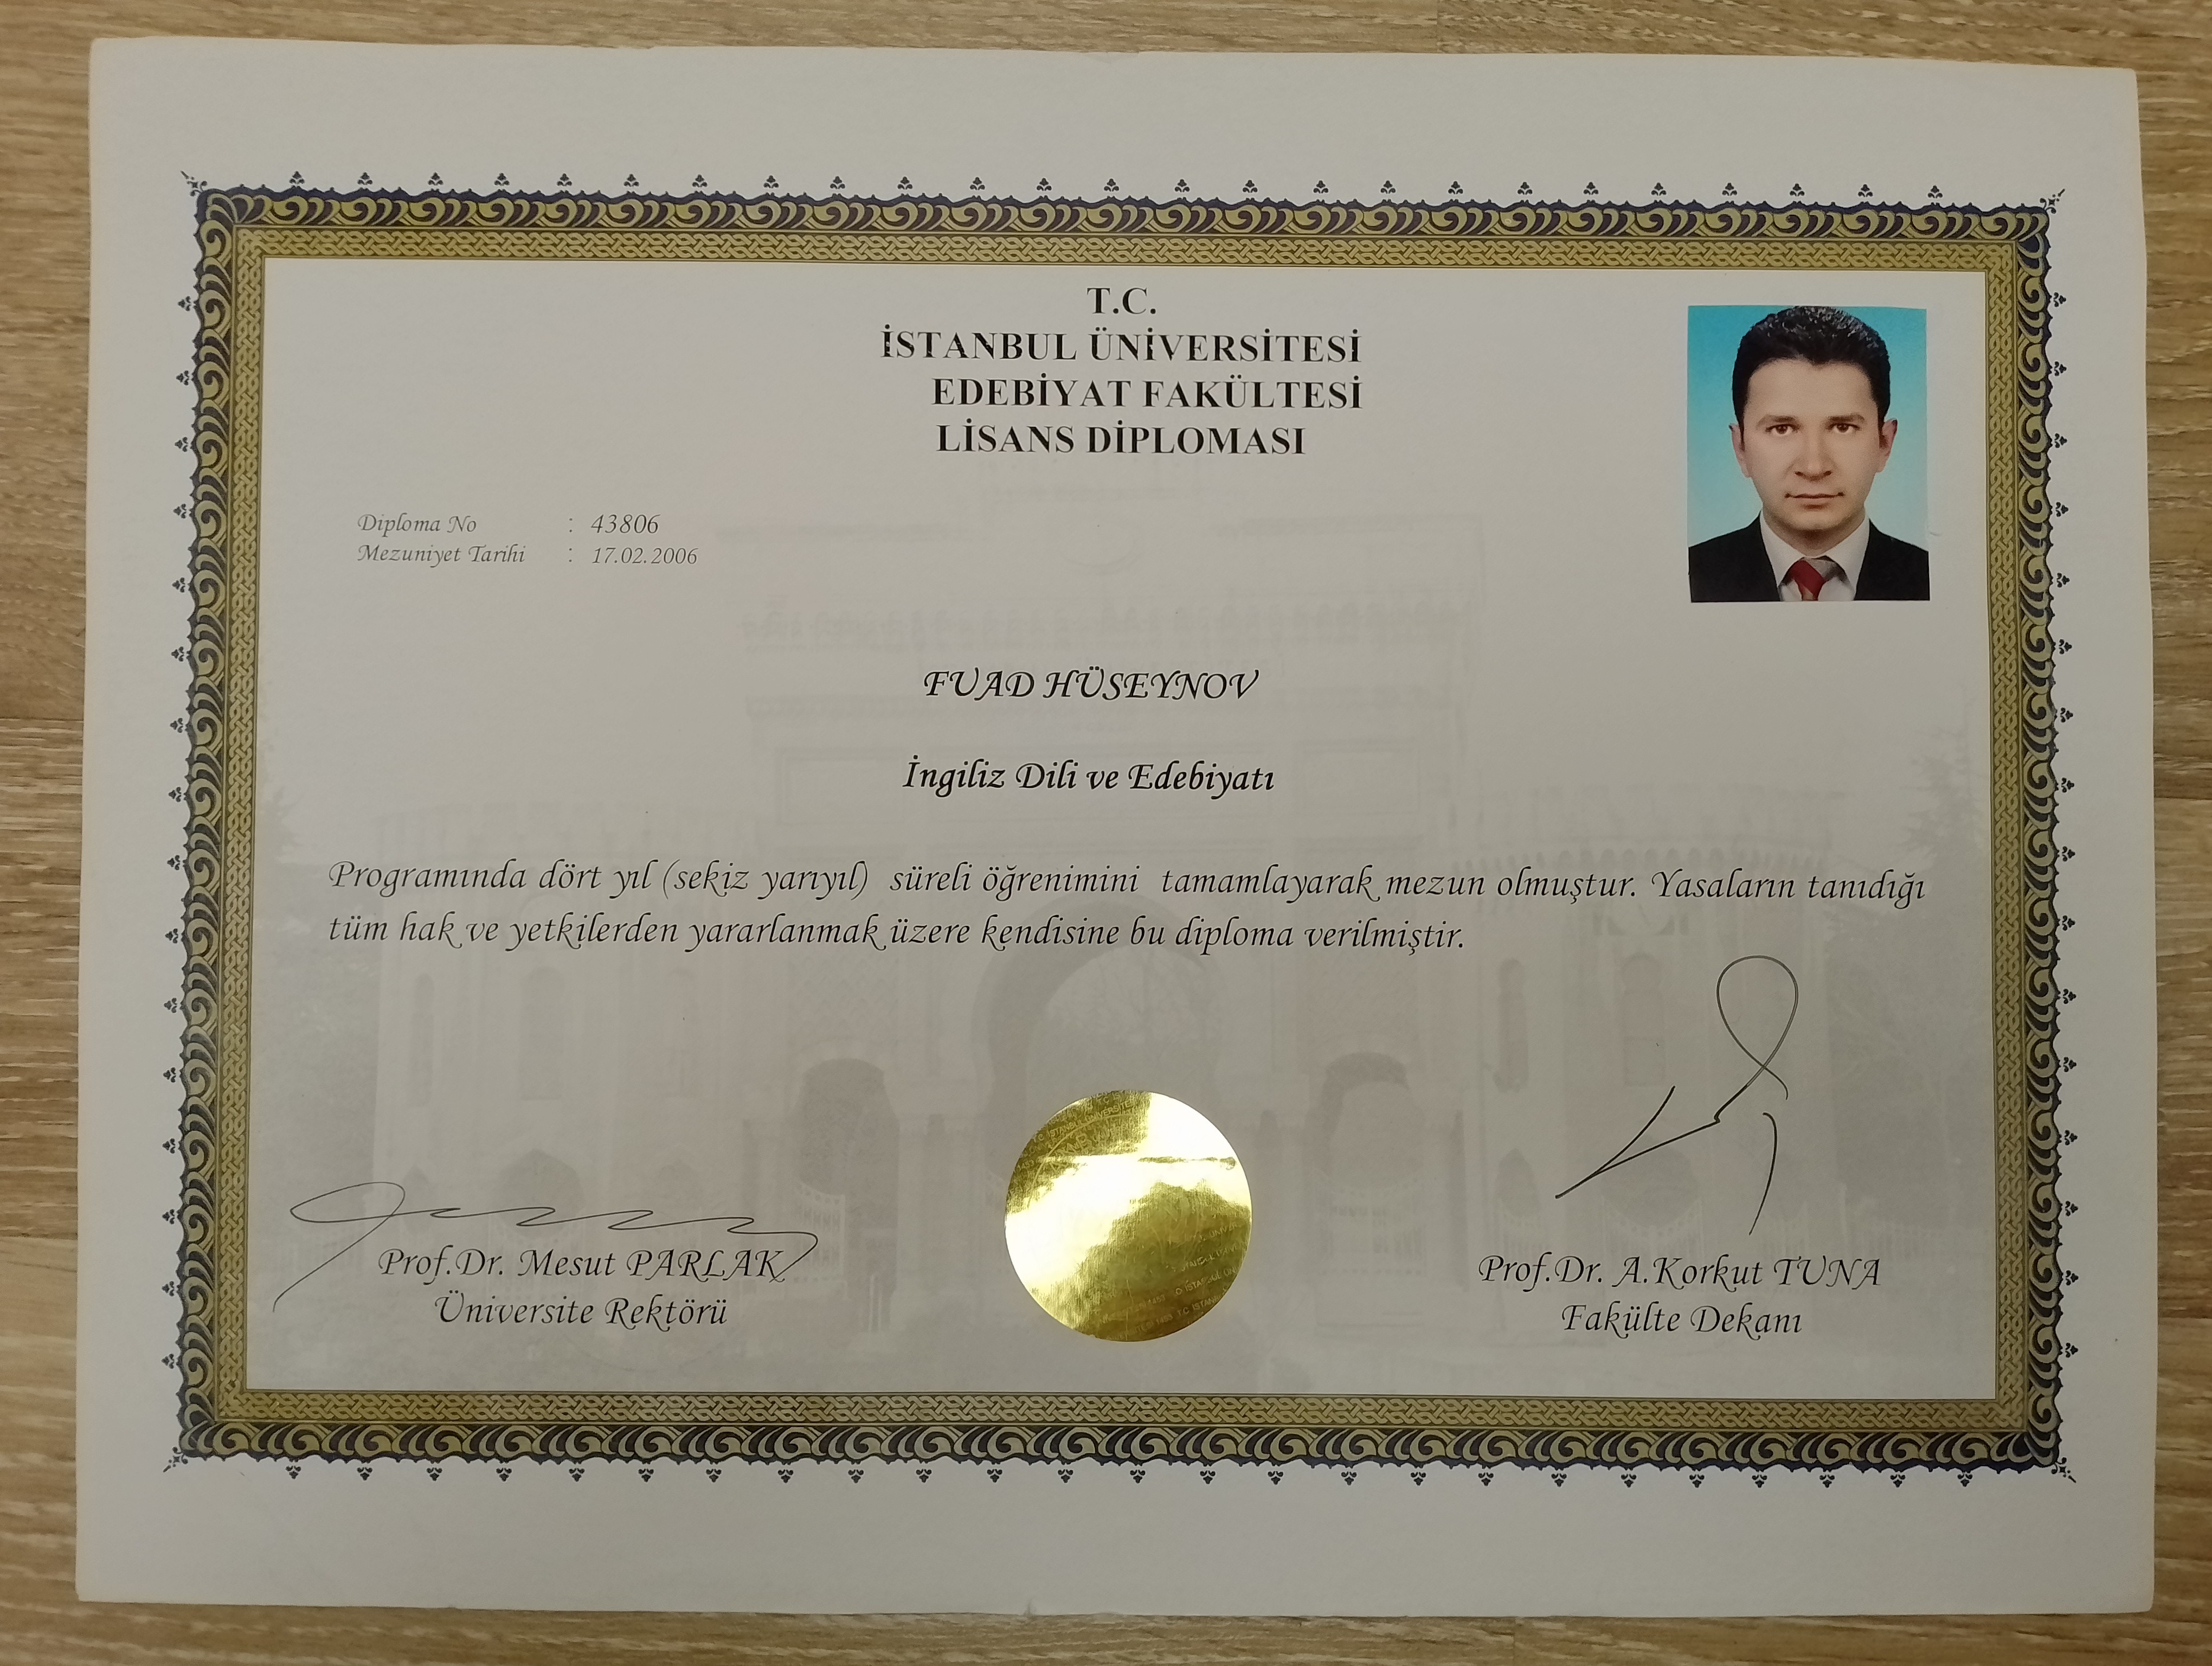 T.C.
İSTANBUL ÜNİVERSİTESİ
EDEBİYAT FAKÜLTESİ
LİSANS DİPLOMASI
Diploma No : 43806
Mezuniyet Tarihi : 17.02.2006
FUAD HÜSEYNOV
İngiliz Dili ve Edebiyatı
Programında dört yıl (sekiz yarıyıl) süreli öğrenimini tamamlayarak mezun olmuştur. Yasaların tanıdığı
tüm hak ve yetkilerden yararlanmak üzere kendisine bu diploma verilmiştir.
Prof.Dr. Mesut PARLAK
Üniversite Rektörü
Prof.Dr. A.Korkut TUNA
Fakülte Dekanı